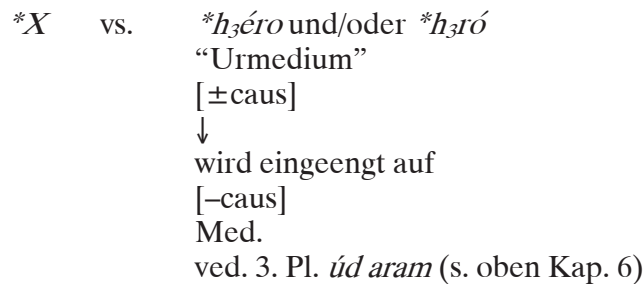 *X vs. *h₃éro und/oder *h₃ró
“Urmedium”
[±caus]
↓
wird eingeengt auf
[–caus]
Med.
ved. 3. Pl. úd aram (s. oben Kap. 6)